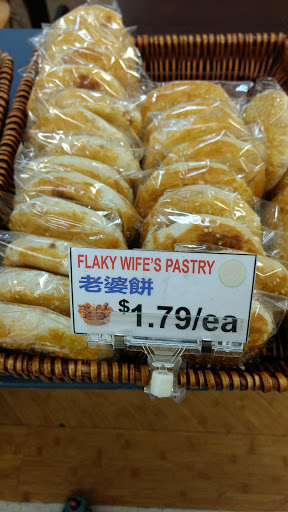 FLAKY WIFE'S PASTRY
老婆餅
$1.79/ea